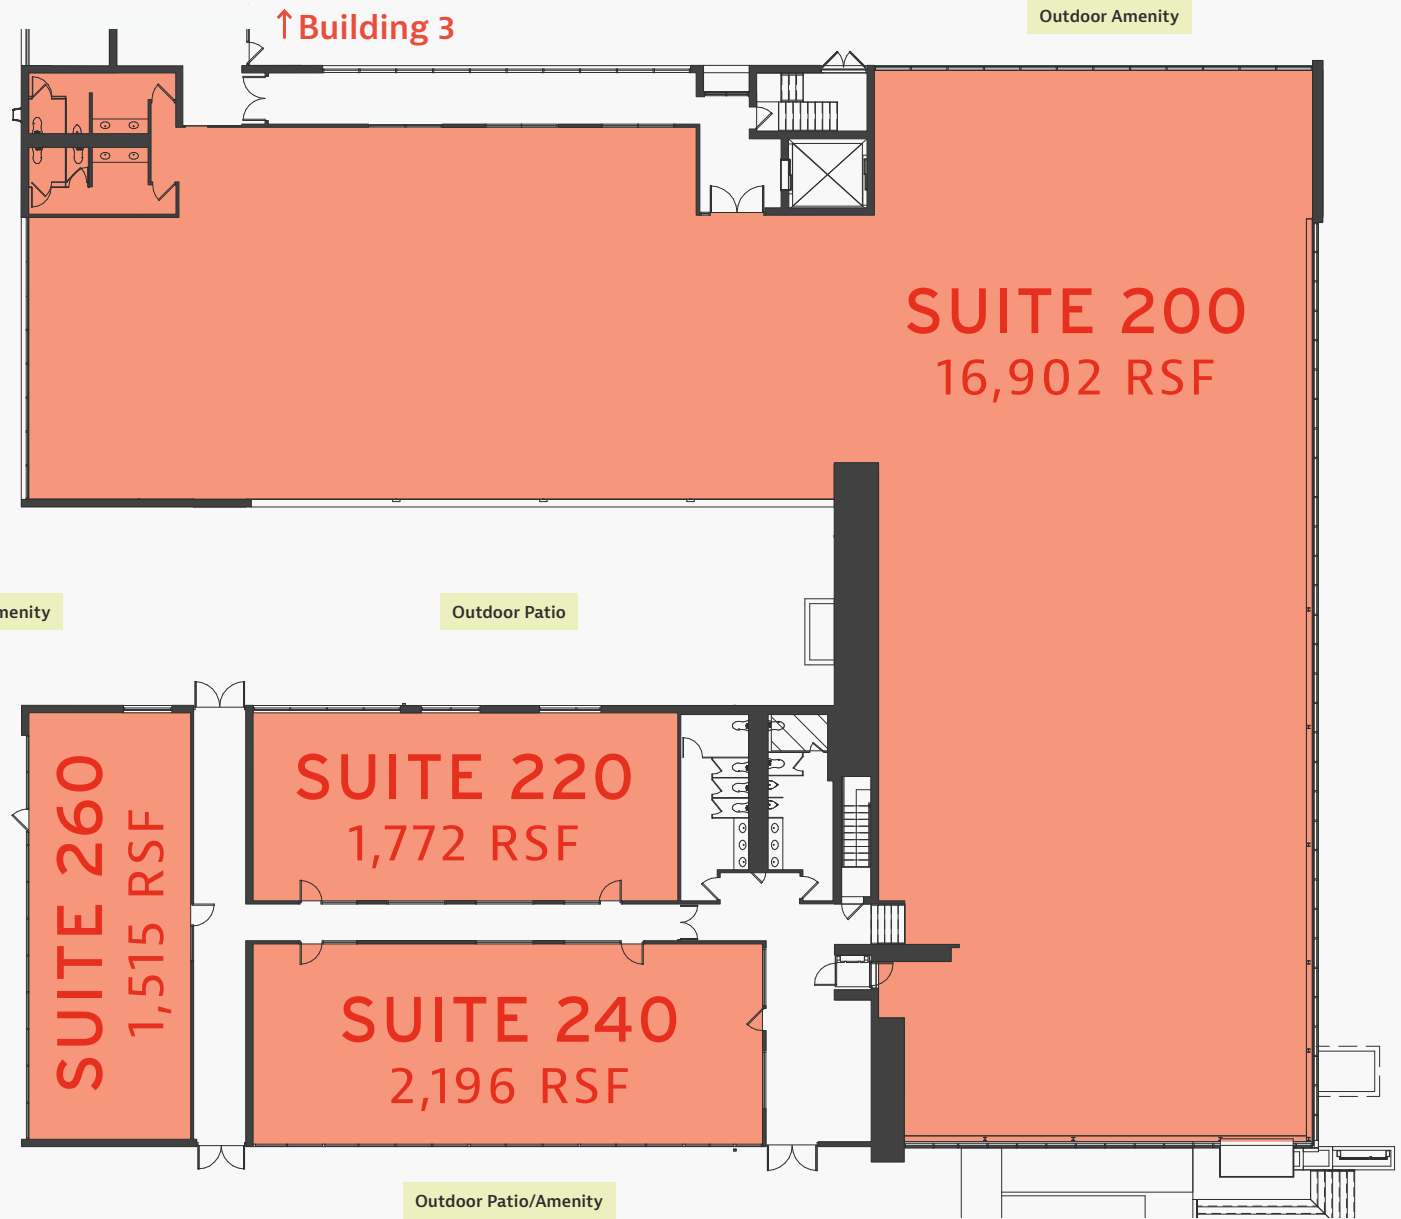 ↑Building 3
Outdoor Amenity
SUITE 200
16,902 RSF
menity
Outdoor Patio
SUITE 260
1,515 RSF
SUITE 220
1,772 RSF
SUITE 240
2,196 RSF
Outdoor Patio/Amenity